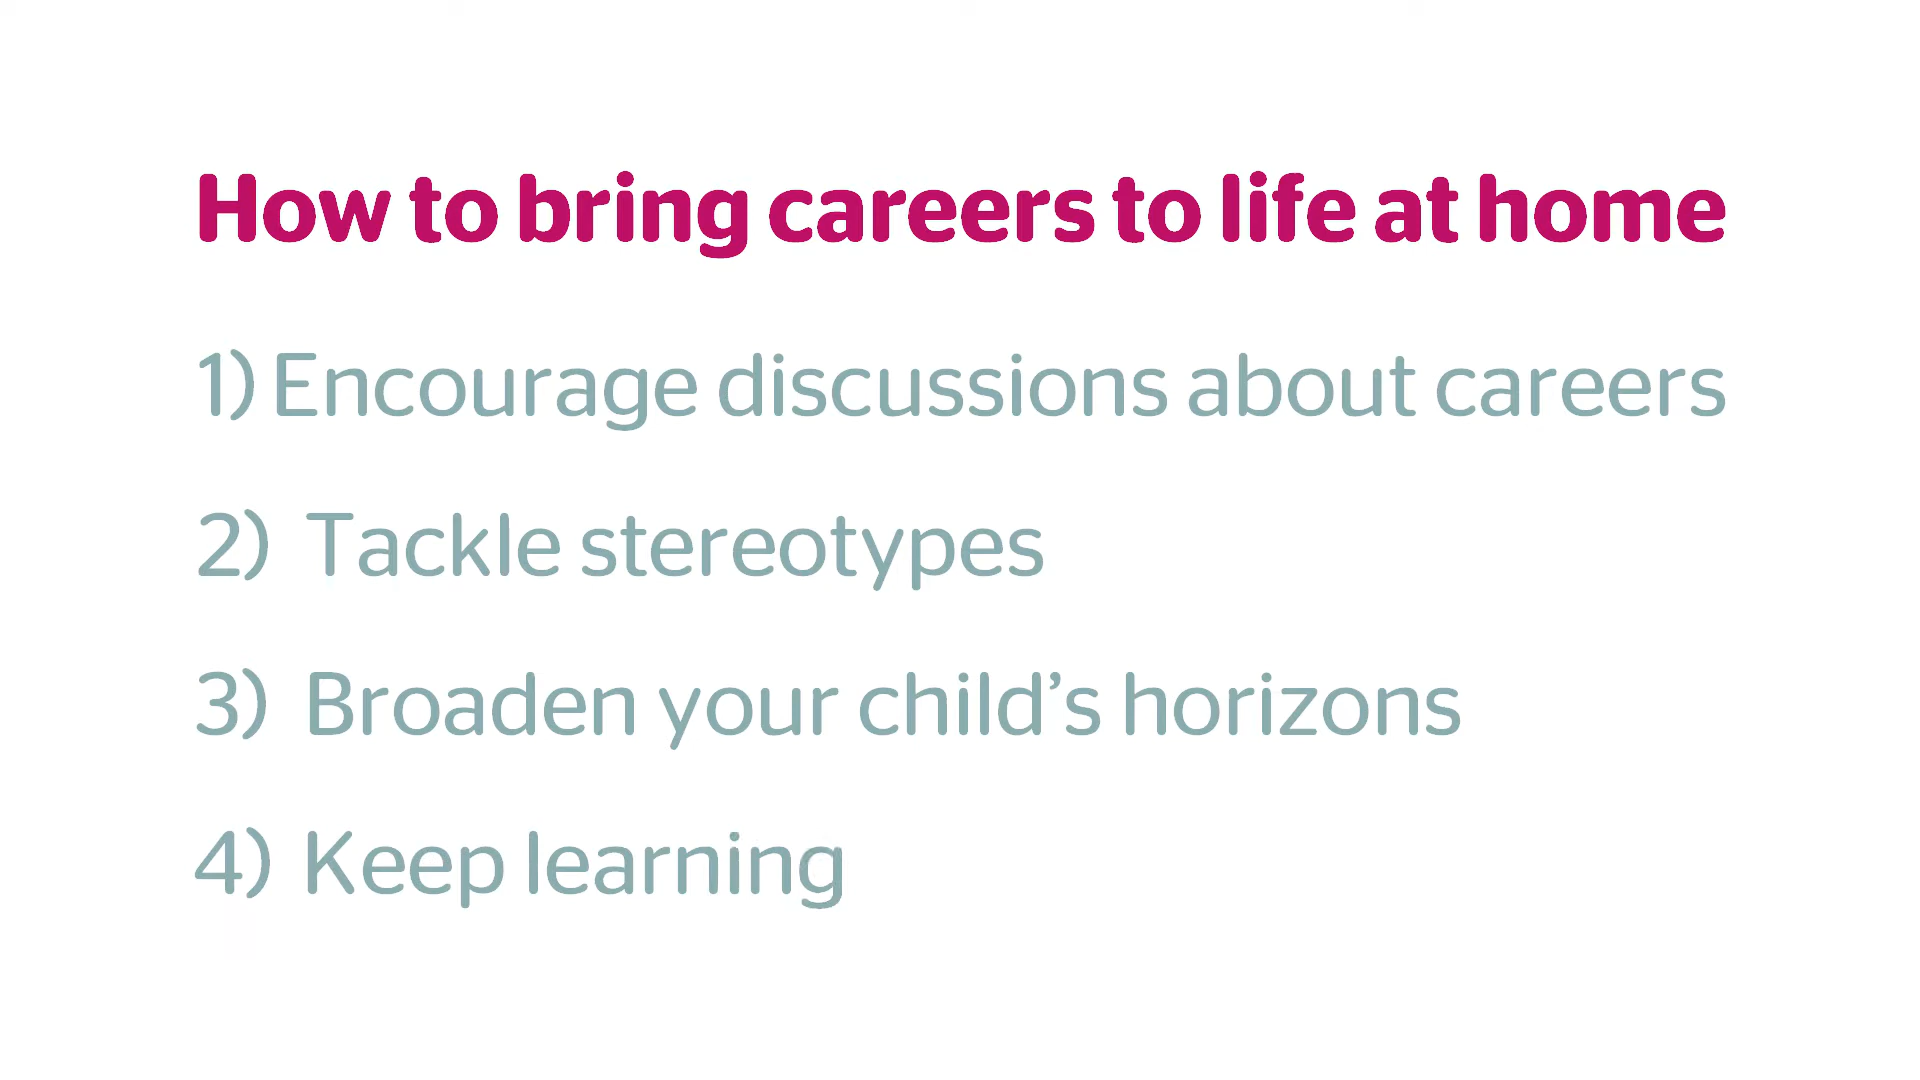 How to bring careers to life at home
1) Encourage discussions about careers
2) Tackle stereotypes
3) Broaden your child’s horizons
4) Keep learning